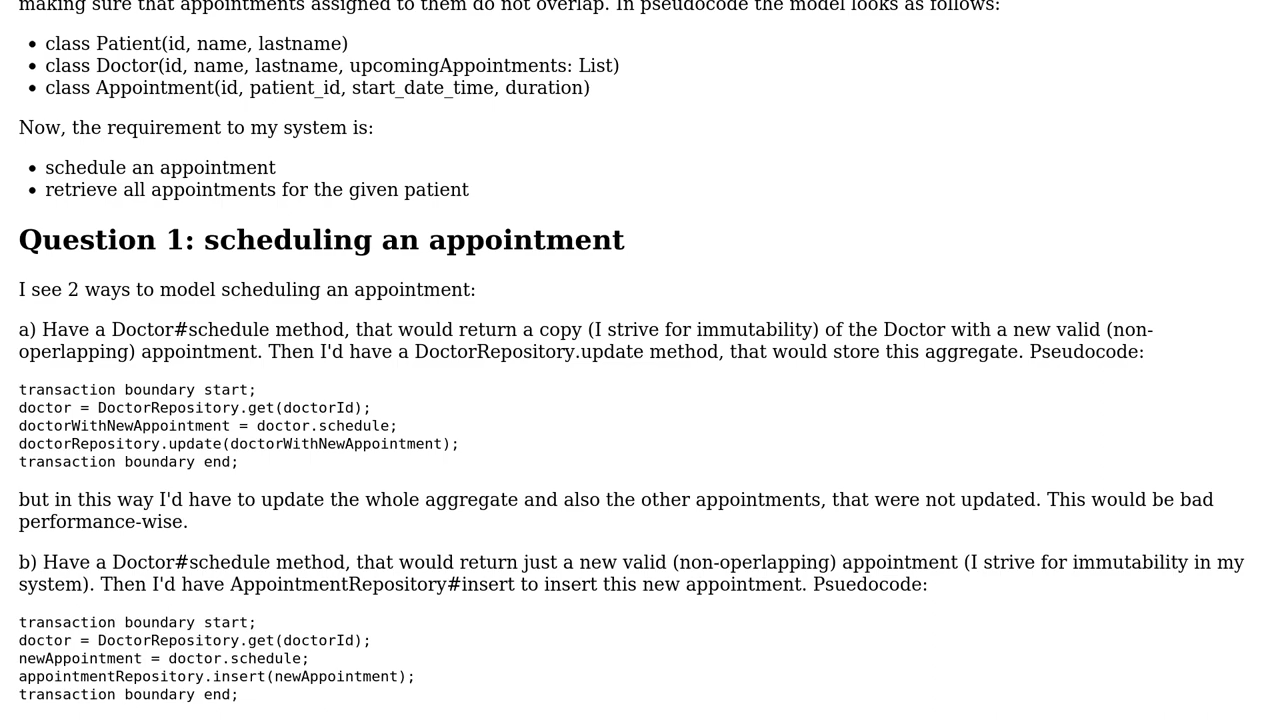 making sure that appointments assigned to them do not overlap. In pseudocode the model looks as follows:
• class Patient(id, name, lastname)
• class Doctor(id, name, lastname, upcomingAppointments: List)
• class Appointment(id, patient_id, start_date_time, duration)
Now, the requirement to my system is:
• schedule an appointment
• retrieve all appointments for the given patient
Question 1: scheduling an appointment
I see 2 ways to model scheduling an appointment:
a) Have a Doctor#schedule method, that would return a copy (I strive for immutability) of the Doctor with a new valid (non-
operlapping) appointment. Then I'd have a DoctorRepository.update method, that would store this aggregate. Pseudocode:
transaction boundary start;
doctor = DoctorRepository.get(doctorId);
doctorWithNewAppointment = doctor.schedule;
doctorRepository.update(doctorWithNewAppointment);
transaction boundary end;
but in this way I'd have to update the whole aggregate and also the other appointments, that were not updated. This would be bad
performance-wise.
b) Have a Doctor#schedule method, that would return just a new valid (non-operlapping) appointment (I strive for immutability in my
system). Then I'd have AppointmentRepository#insert to insert this new appointment. Psuedocode:
transaction boundary start;
doctor = DoctorRepository.get(doctorId);
newAppointment = doctor.schedule;
appointmentRepository.insert(newAppointment);
transaction boundary end;